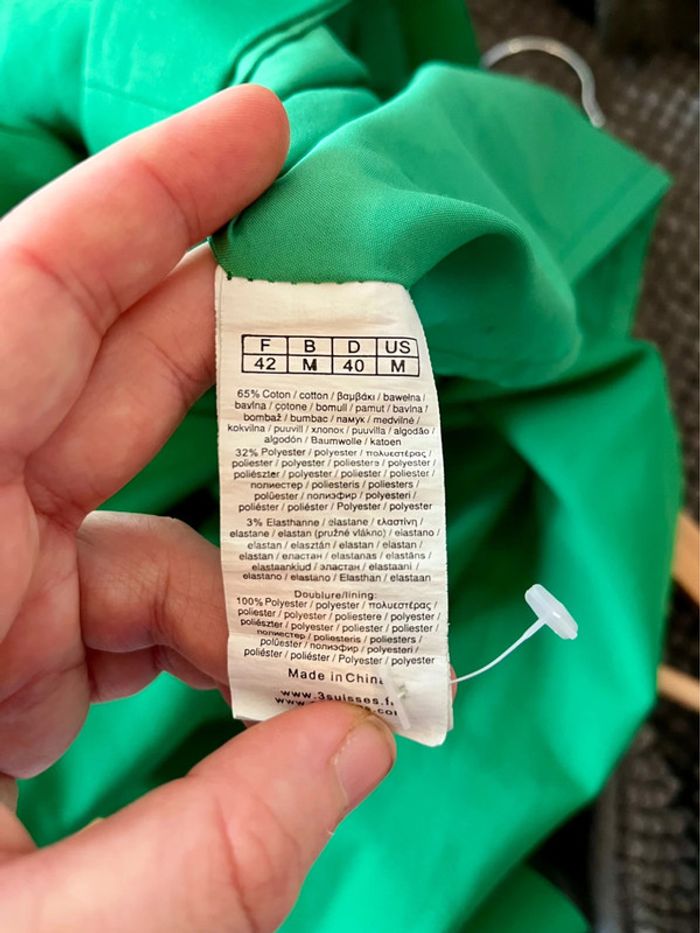 F B D US
42 M 40 M
65% Coton / cotton / βαμβάκι / bawełna /
bavlna / çotone / bomull / pamut / bavlna /
bombaž / bumbac / памук / medvilnė /
kokvilna / puuvill / хлопок / puuvilla / algodão /
algodón / Baumwolle / katoen
32% Polyester / polyester / πολυεστέρας /
poliester / polyester / poliestere / polyester /
poliészter / polyester / poliester / poliester /
полиестер / poliesteris / poliesters /
polüester / полиэфир / polyesteri /
poliéster / poliéster / Polyester / polyester
3% Elasthanne / elastane / ελαστίνη /
elastane / elastan (pružné vlákno) / elastano /
elastan / elasztán / elastan / elastan /
elastan / еластан / elastanas / elastāns /
elastaankiud / эластан / elastaani /
elastano / elastano / Elasthan / elastaan
Doublure/lining:
100% Polyester / polyester / πολυεστέρας /
poliester / polyester / poliestere / polyester /
poliészter / polyester / poliester / poliester /
полиестер / poliesteris / poliesters /
polüester / полиэфир / polyesteri /
poliéster / poliéster / Polyester / polyester
Made in China
www.3suisses.f